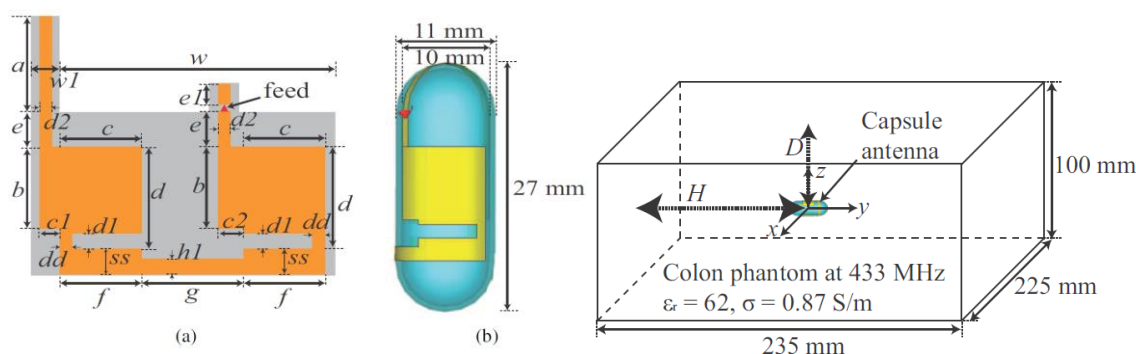 a
w
w1
e1
feed
e
d2
c
e
d2
c
b
d
b
d
c1
d1
c2
d1
dd
dd
ss
h1
ss
f
g
f
(a)
11 mm
10 mm
27 mm
(b)
D
z
Capsule
antenna
H
y
x
100 mm
Colon phantom at 433 MHz
εr = 62, σ = 0.87 S/m
225 mm
235 mm